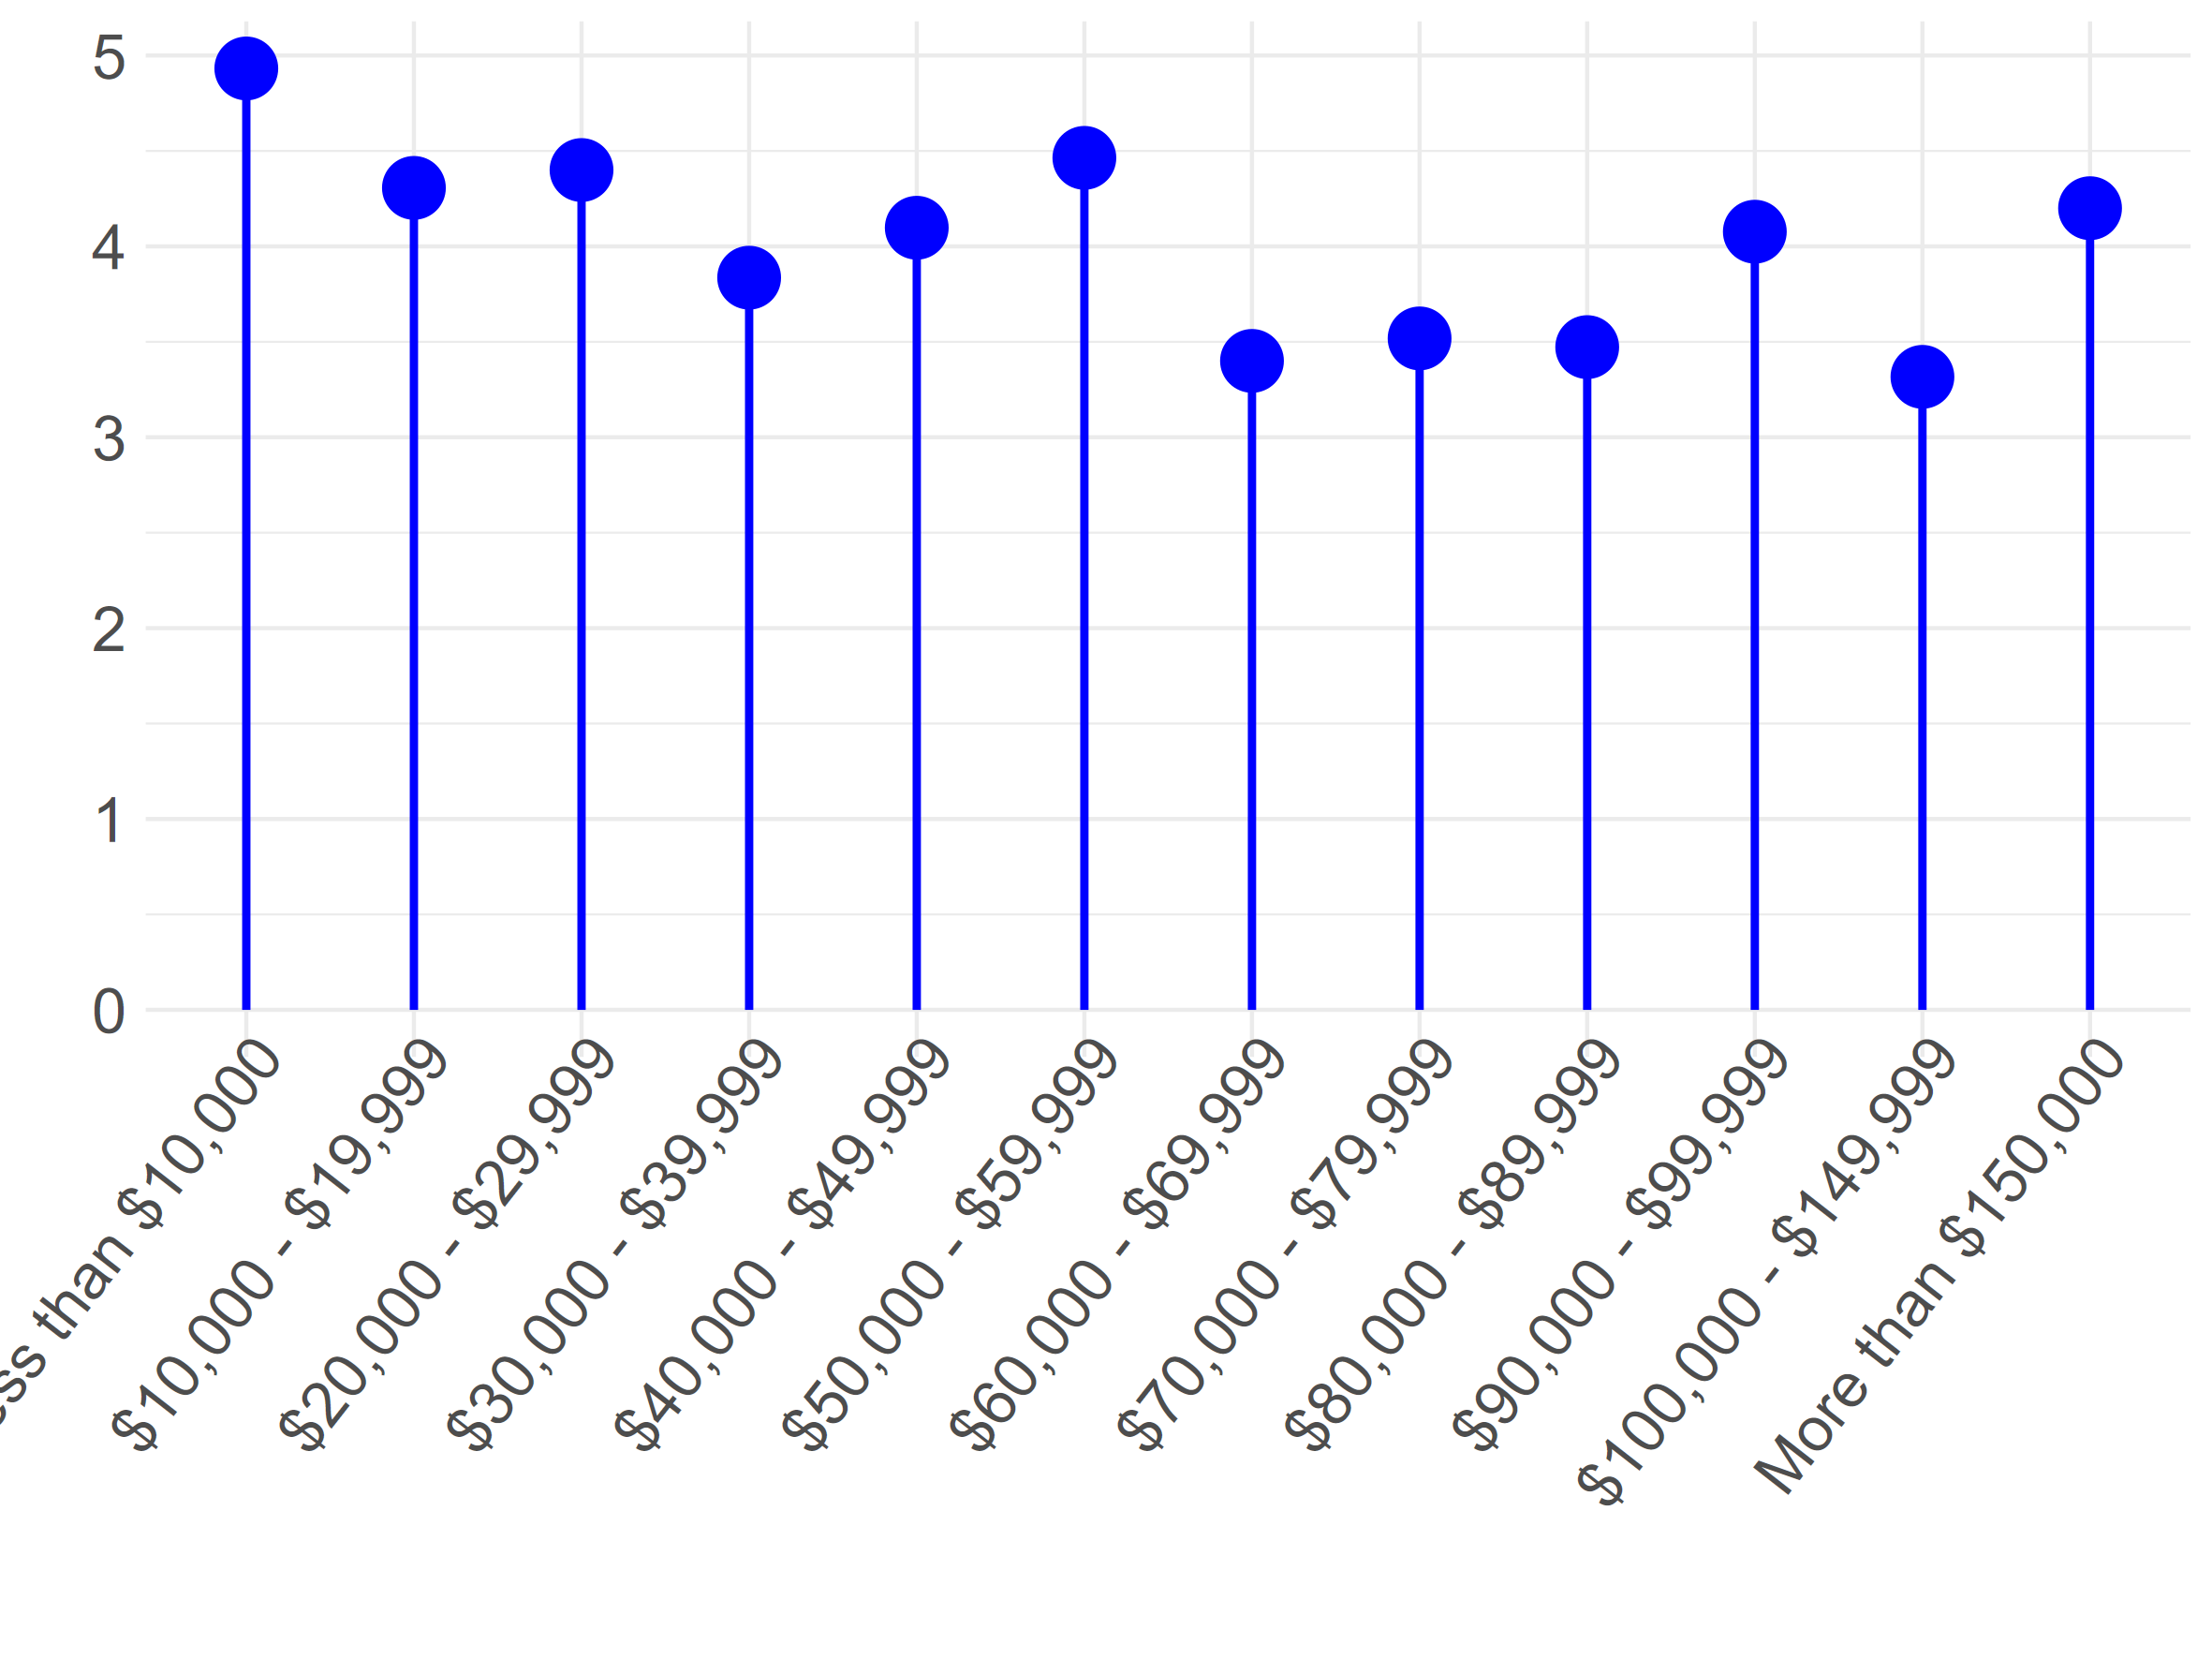 5
4
3
2
1
0
than $10,000
$10,000 - $19,999
$20,000 - $29,999
$30,000 - $39,999
$40,000 - $49,999
$50,000 - $59,999
$60,000 - $69,999
$70,000 - $79,999
$80,000 - $89,999
$90,000 - $99,999
$100,000 - $149,999
More than $150,000